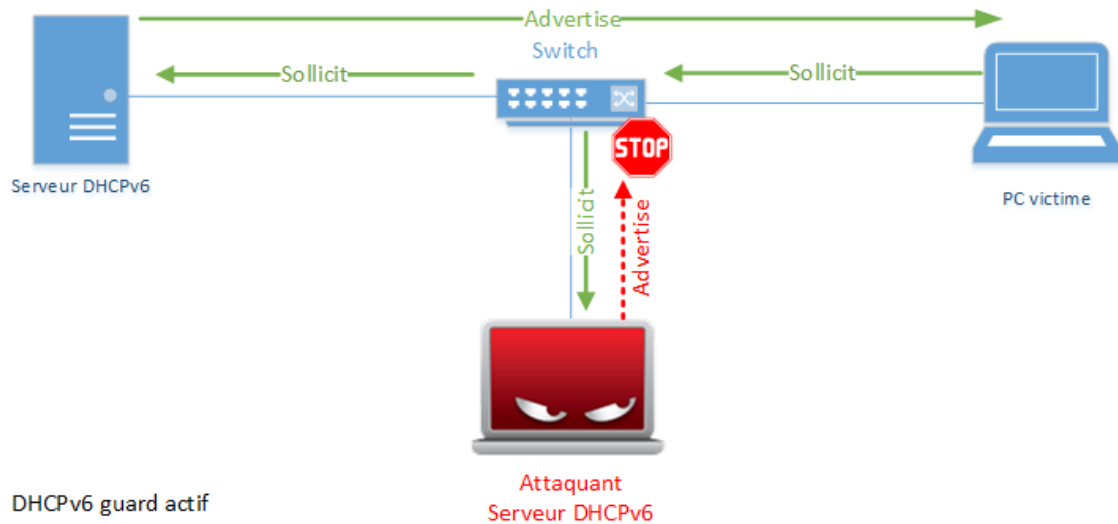 Advertise
Switch
Sollicit
Sollicit
STOP
Serveur DHCPv6
PC victime
Sollicit
Advertise
Attaquant
Serveur DHCPv6
DHCPv6 guard actif